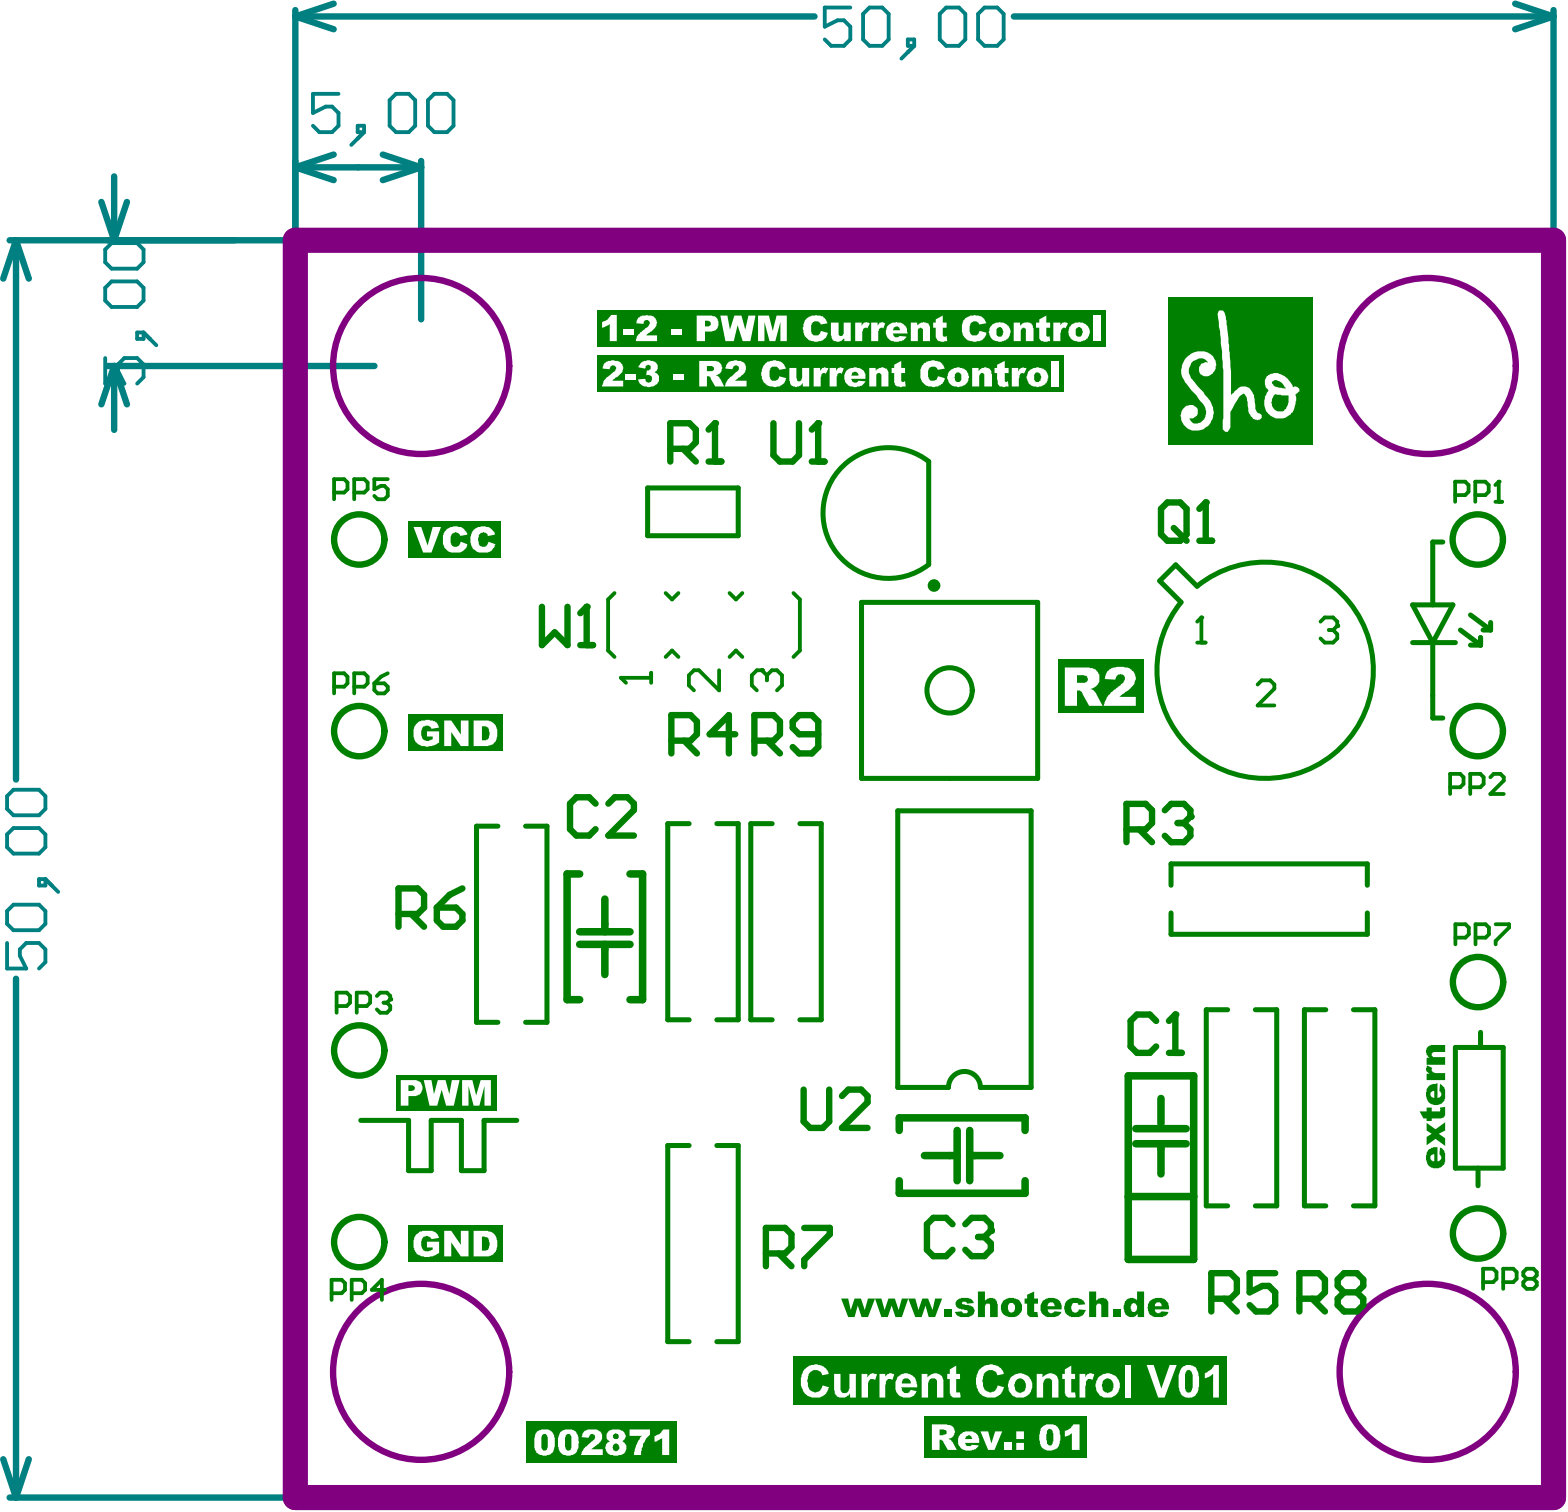 50,00
5,00
5,00
50,00
1-2 - PWM Current Control
2-3 - R2 Current Control
sho
R1
U1
PP5
VCC
Q1
PP1
W1
1
2
3
1
3
2
R2
PP6
GND
R4
R9
PP2
C2
R3
R6
PP7
PP3
C1
PWM
U2
extern
GND
PP4
R7
C3
R5
R8
PP8
www.shotech.de
Current Control V01
002871
Rev.: 01